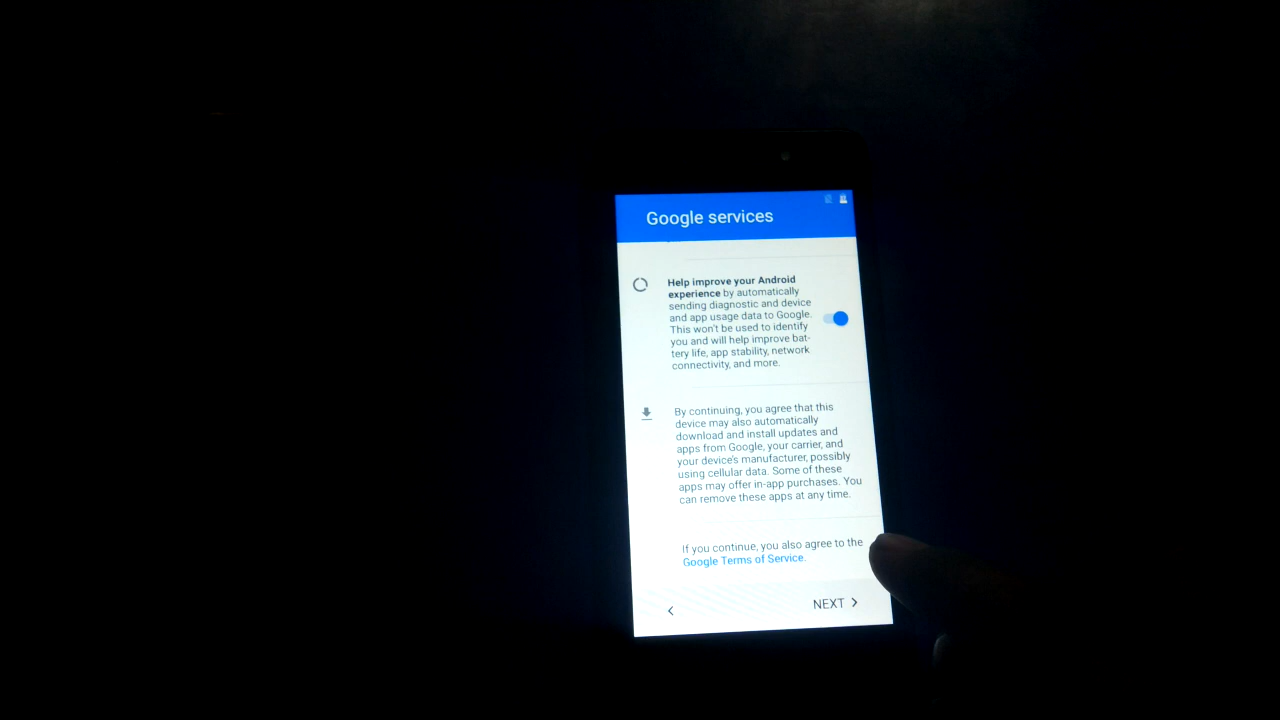 Google services
Help improve your Android
experience by automatically
sending diagnostic and device
and app usage data to Google.
This won't be used to identify
you and will help improve bat-
tery life, app stability, network
connectivity, and more.
By continuing, you agree that this
device may also automatically
download and install updates and
apps from Google, your carrier, and
your device's manufacturer, possibly
using cellular data. Some of these
apps may offer in-app purchases. You
can remove these apps at any time.
If you continue, you also agree to the
Google Terms of Service.
NEXT